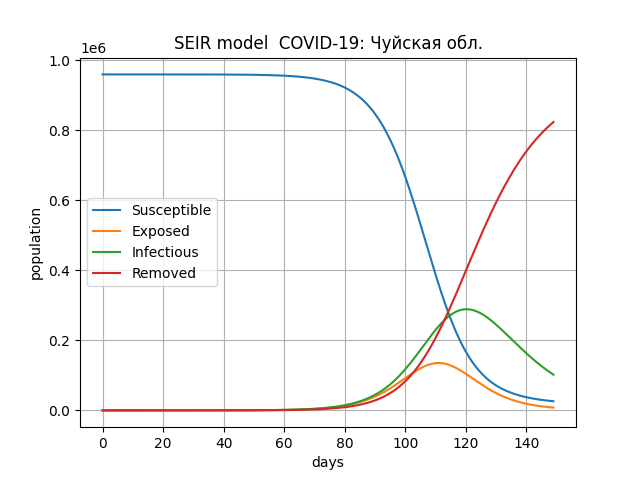 SEIR model  COVID-19: Чуйская обл.
1e6
1.0
0.8
0.6
0.4
0.2
0.0
population
Susceptible
Exposed
Infectious
Removed
0 20 40 60 80 100 120 140
days